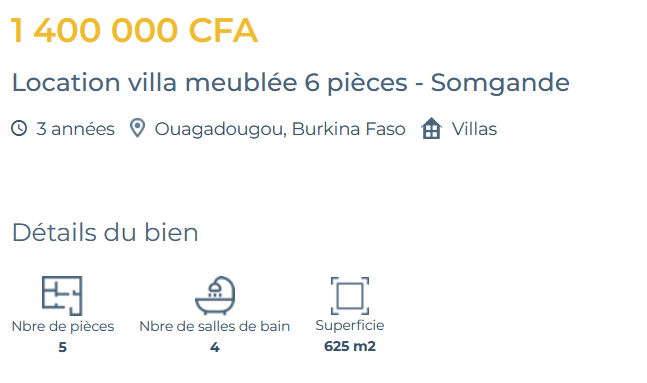 1 400 000 CFA
Location villa meublée 6 pièces - Somgande
3 années Ouagadougou, Burkina Faso Villas
Détails du bien
Nbre de pièces Nbre de salles de bain Superficie
5 4 625 m2